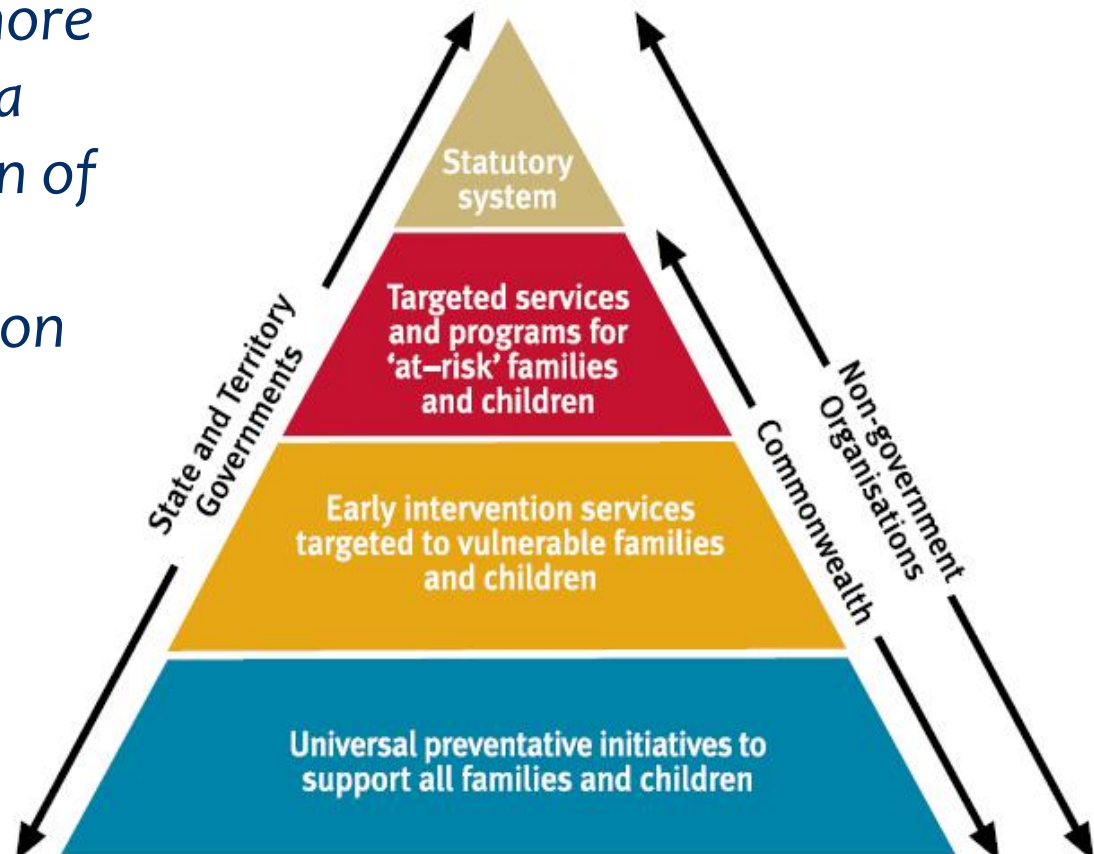 more
a
n of
on
Statutory
system
Targeted services
and programs for
‘at–risk’ families
and children
State and Territory
Governments
Non-government
Organisations
Commonwealth
Early intervention services
targeted to vulnerable families
and children
Universal preventative initiatives to
support all families and children